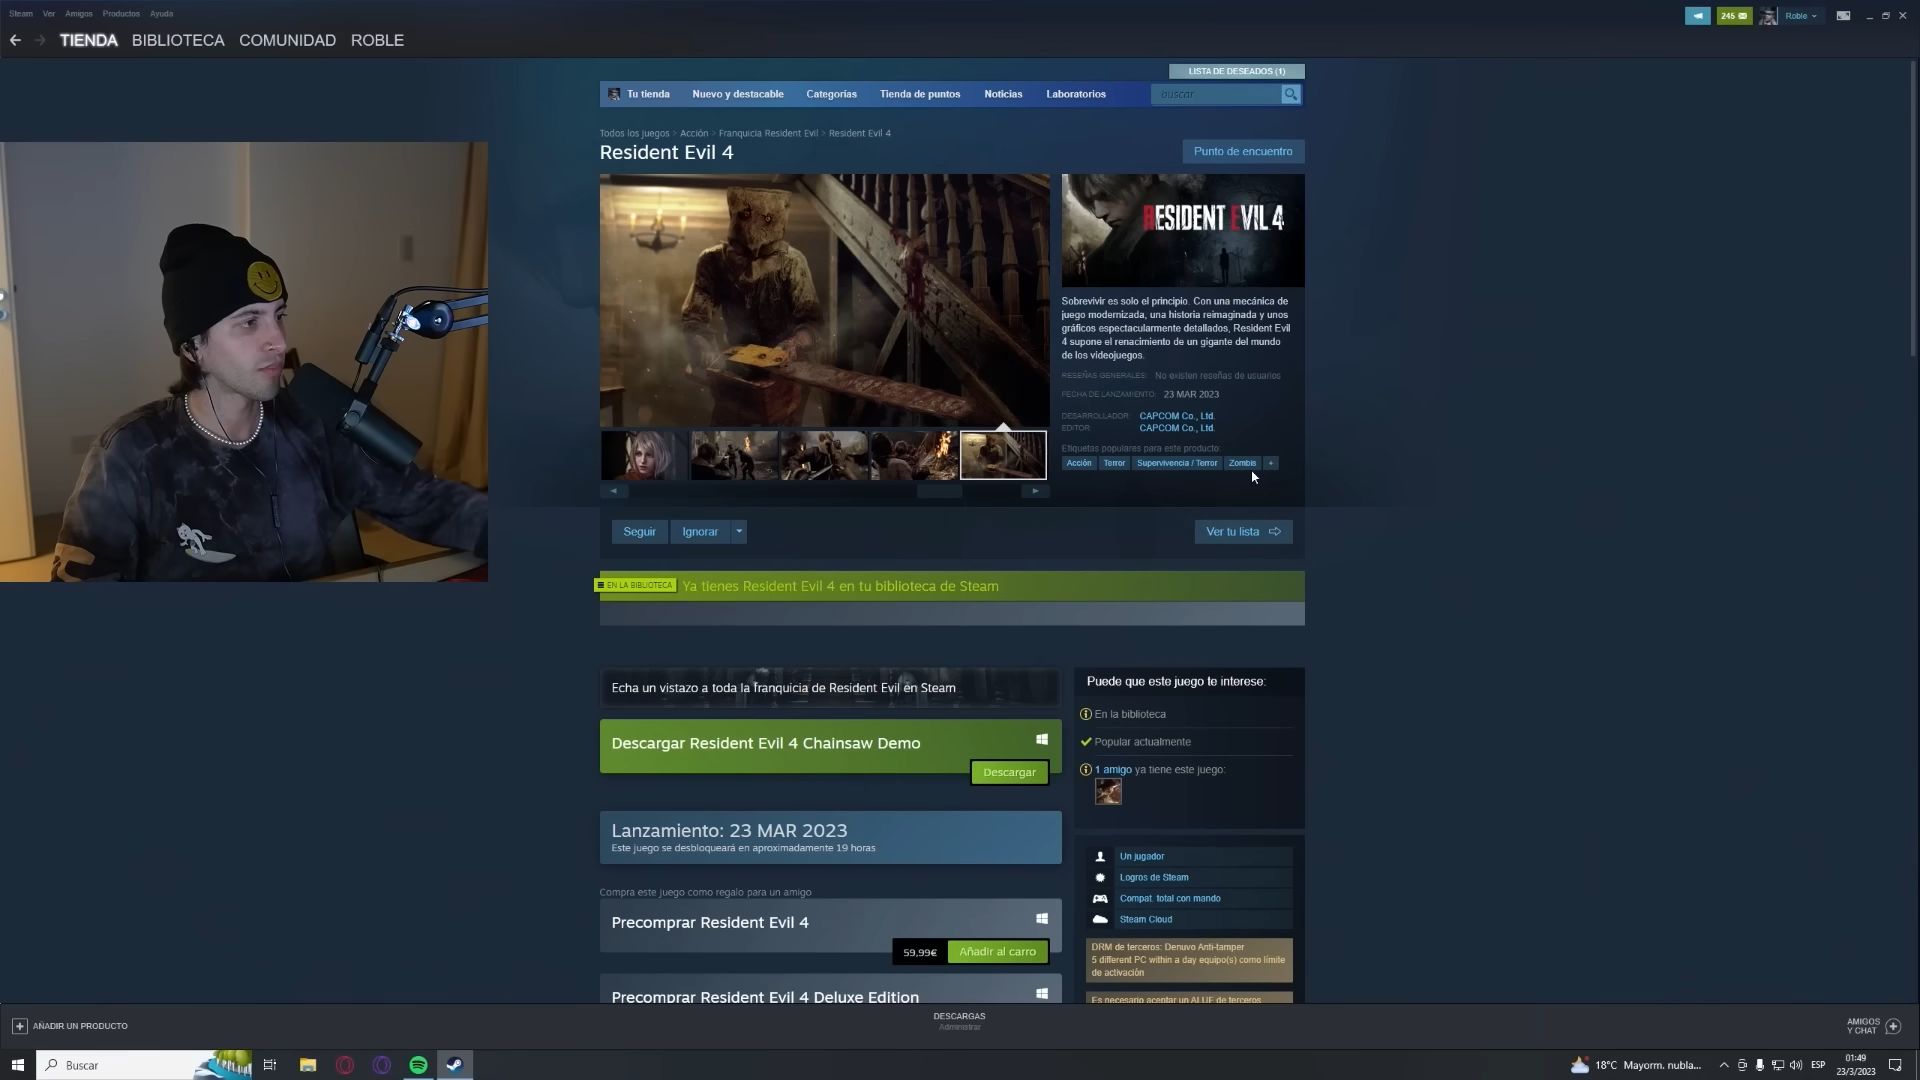 Steam Ver Amigos Productos Ayuda
245 Roble
TIENDA BIBLIOTECA COMUNIDAD ROBLE
LISTA DE DESEADOS (1)
Tu tienda Nuevo y destacable Categorías Tienda de puntos Noticias Laboratorios buscar
Todos los juegos > Acción > Franquicia Resident Evil > Resident Evil 4
Resident Evil 4
Punto de encuentro
RESIDENT EVIL 4
Sobrevivir es solo el principio. Con una mecánica de
juego modernizada, una historia reimaginada y unos
gráficos espectacularmente detallados, Resident Evil
4 supone el renacimiento de un gigante del mundo
de los videojuegos.
RESEÑAS GENERALES: No existen reseñas de usuarios
FECHA DE LANZAMIENTO: 23 MAR 2023
DESARROLLADOR: CAPCOM Co., Ltd.
EDITOR: CAPCOM Co., Ltd.
Etiquetas populares para este producto:
Acción Terror Supervivencia / Terror Zombis +
Seguir Ignorar
Ver tu lista
EN LA BIBLIOTECA Ya tienes Resident Evil 4 en tu biblioteca de Steam
Echa un vistazo a toda la franquicia de Resident Evil en Steam
Descargar Resident Evil 4 Chainsaw Demo
Descargar
Lanzamiento: 23 MAR 2023
Este juego se desbloqueará en aproximadamente 19 horas
Compra este juego como regalo para un amigo
Precomprar Resident Evil 4
59,99€ Añadir al carro
Precomprar Resident Evil 4 Deluxe Edition
Puede que este juego te interese:
En la biblioteca
Popular actualmente
1 amigo ya tiene este juego:
Un jugador
Logros de Steam
Compat. total con mando
Steam Cloud
DRM de terceros: Denuvo Anti-tamper
5 different PC within a day equipo(s) como límite
de activación
Es necesario aceptar un ALUF de terceros
AÑADIR UN PRODUCTO
DESCARGAS
Administrar
AMIGOS
Y CHAT
Buscar
18°C Mayorm. nubla...
ESP
01:49
23/3/2023